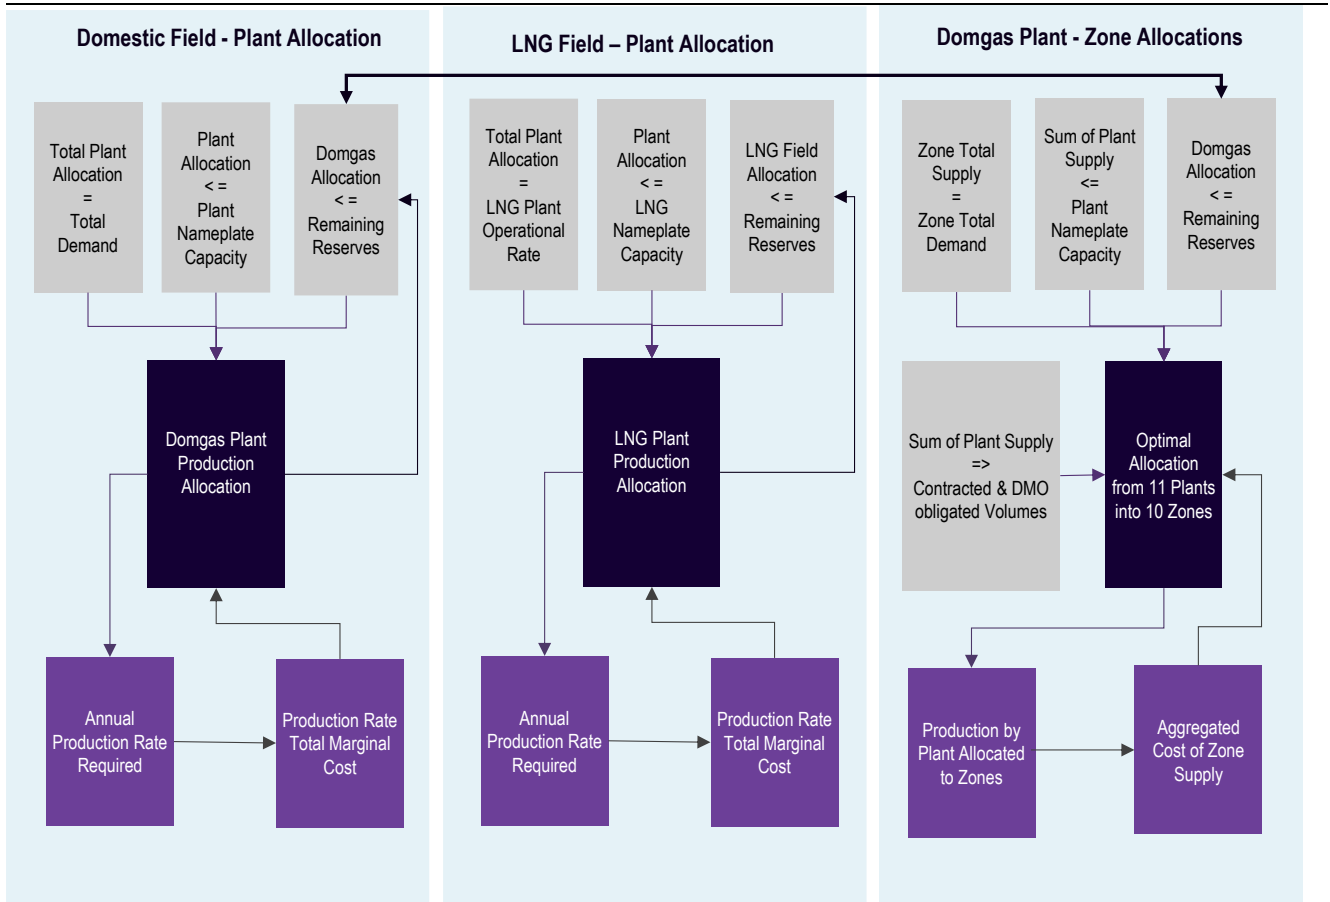 Domestic Field - Plant Allocation
Total Plant
Allocation
=
Total
Demand
Plant
Allocation
< =
Plant
Nameplate
Capacity
Domgas
Allocation
< =
Remaining
Reserves
Domgas Plant
Production
Allocation
Annual
Production Rate
Required
Production Rate
Total Marginal
Cost
LNG Field – Plant Allocation
Total Plant
Allocation
=
LNG Plant
Operational
Rate
Plant
Allocation
< =
LNG
Nameplate
Capacity
LNG Field
Allocation
< =
Remaining
Reserves
LNG Plant
Production
Allocation
Annual
Production Rate
Required
Production Rate
Total Marginal
Cost
Domgas Plant - Zone Allocations
Zone Total
Supply
=
Zone Total
Demand
Sum of Plant
Supply
<=
Plant
Nameplate
Capacity
Domgas
Allocation
< =
Remaining
Reserves
Sum of Plant Supply
=>
Contracted & DMO
obligated Volumes
Optimal
Allocation
from 11 Plants
into 10 Zones
Production by
Plant Allocated
to Zones
Aggregated
Cost of Zone
Supply